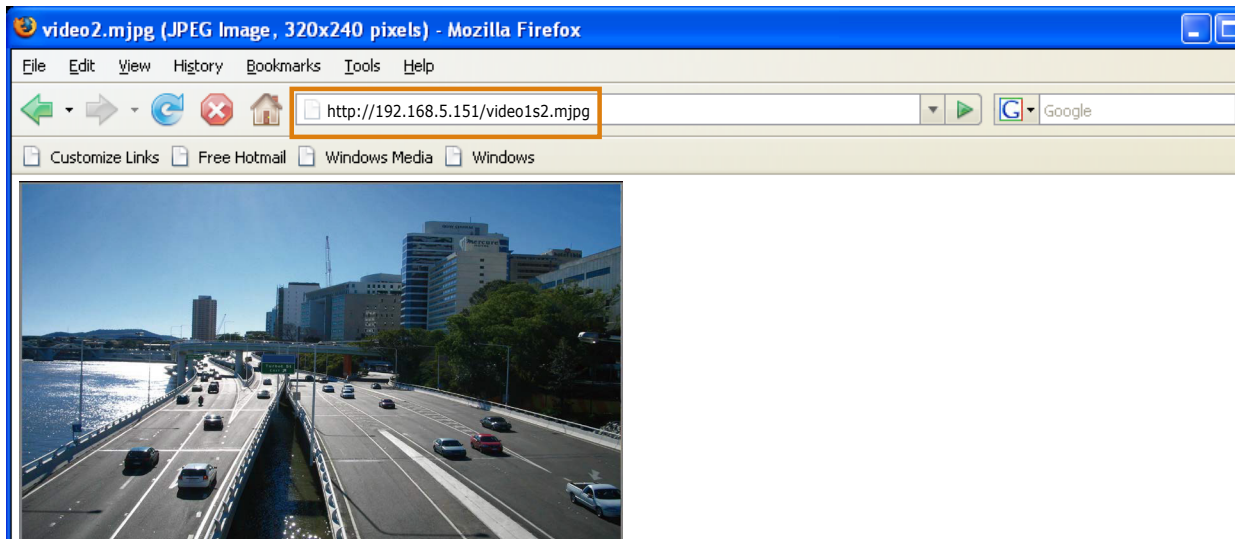 video2.mjpg (JPEG Image, 320x240 pixels) - Mozilla Firefox
File Edit View History Bookmarks Tools Help
http://192.168.5.151/video1s2.mjpg
G Google
Customize Links Free Hotmail Windows Media Windows